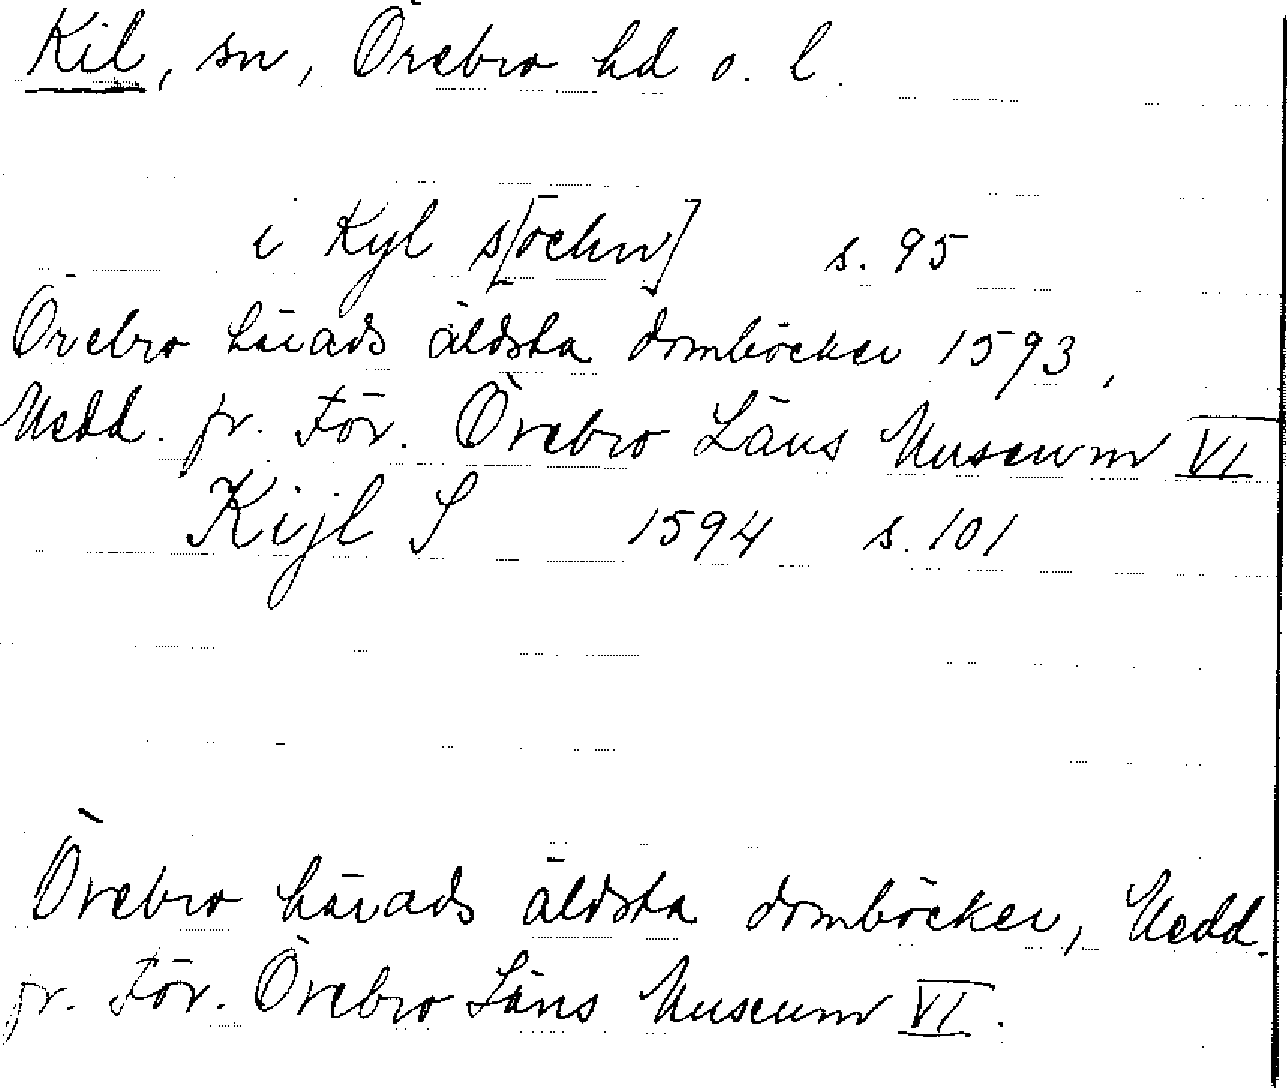 Kil, sn, Örebro hd o. l.
i Kyl s[ochn] s. 95
Örebro härads äldsta domböcker 1593,
Medd. fr. För. Örebro Läns Museum VI
Kijl S 1594 s. 101
Örebro härads äldsta domböcker, Medd.
fr. För. Örebro Läns Museum VI.